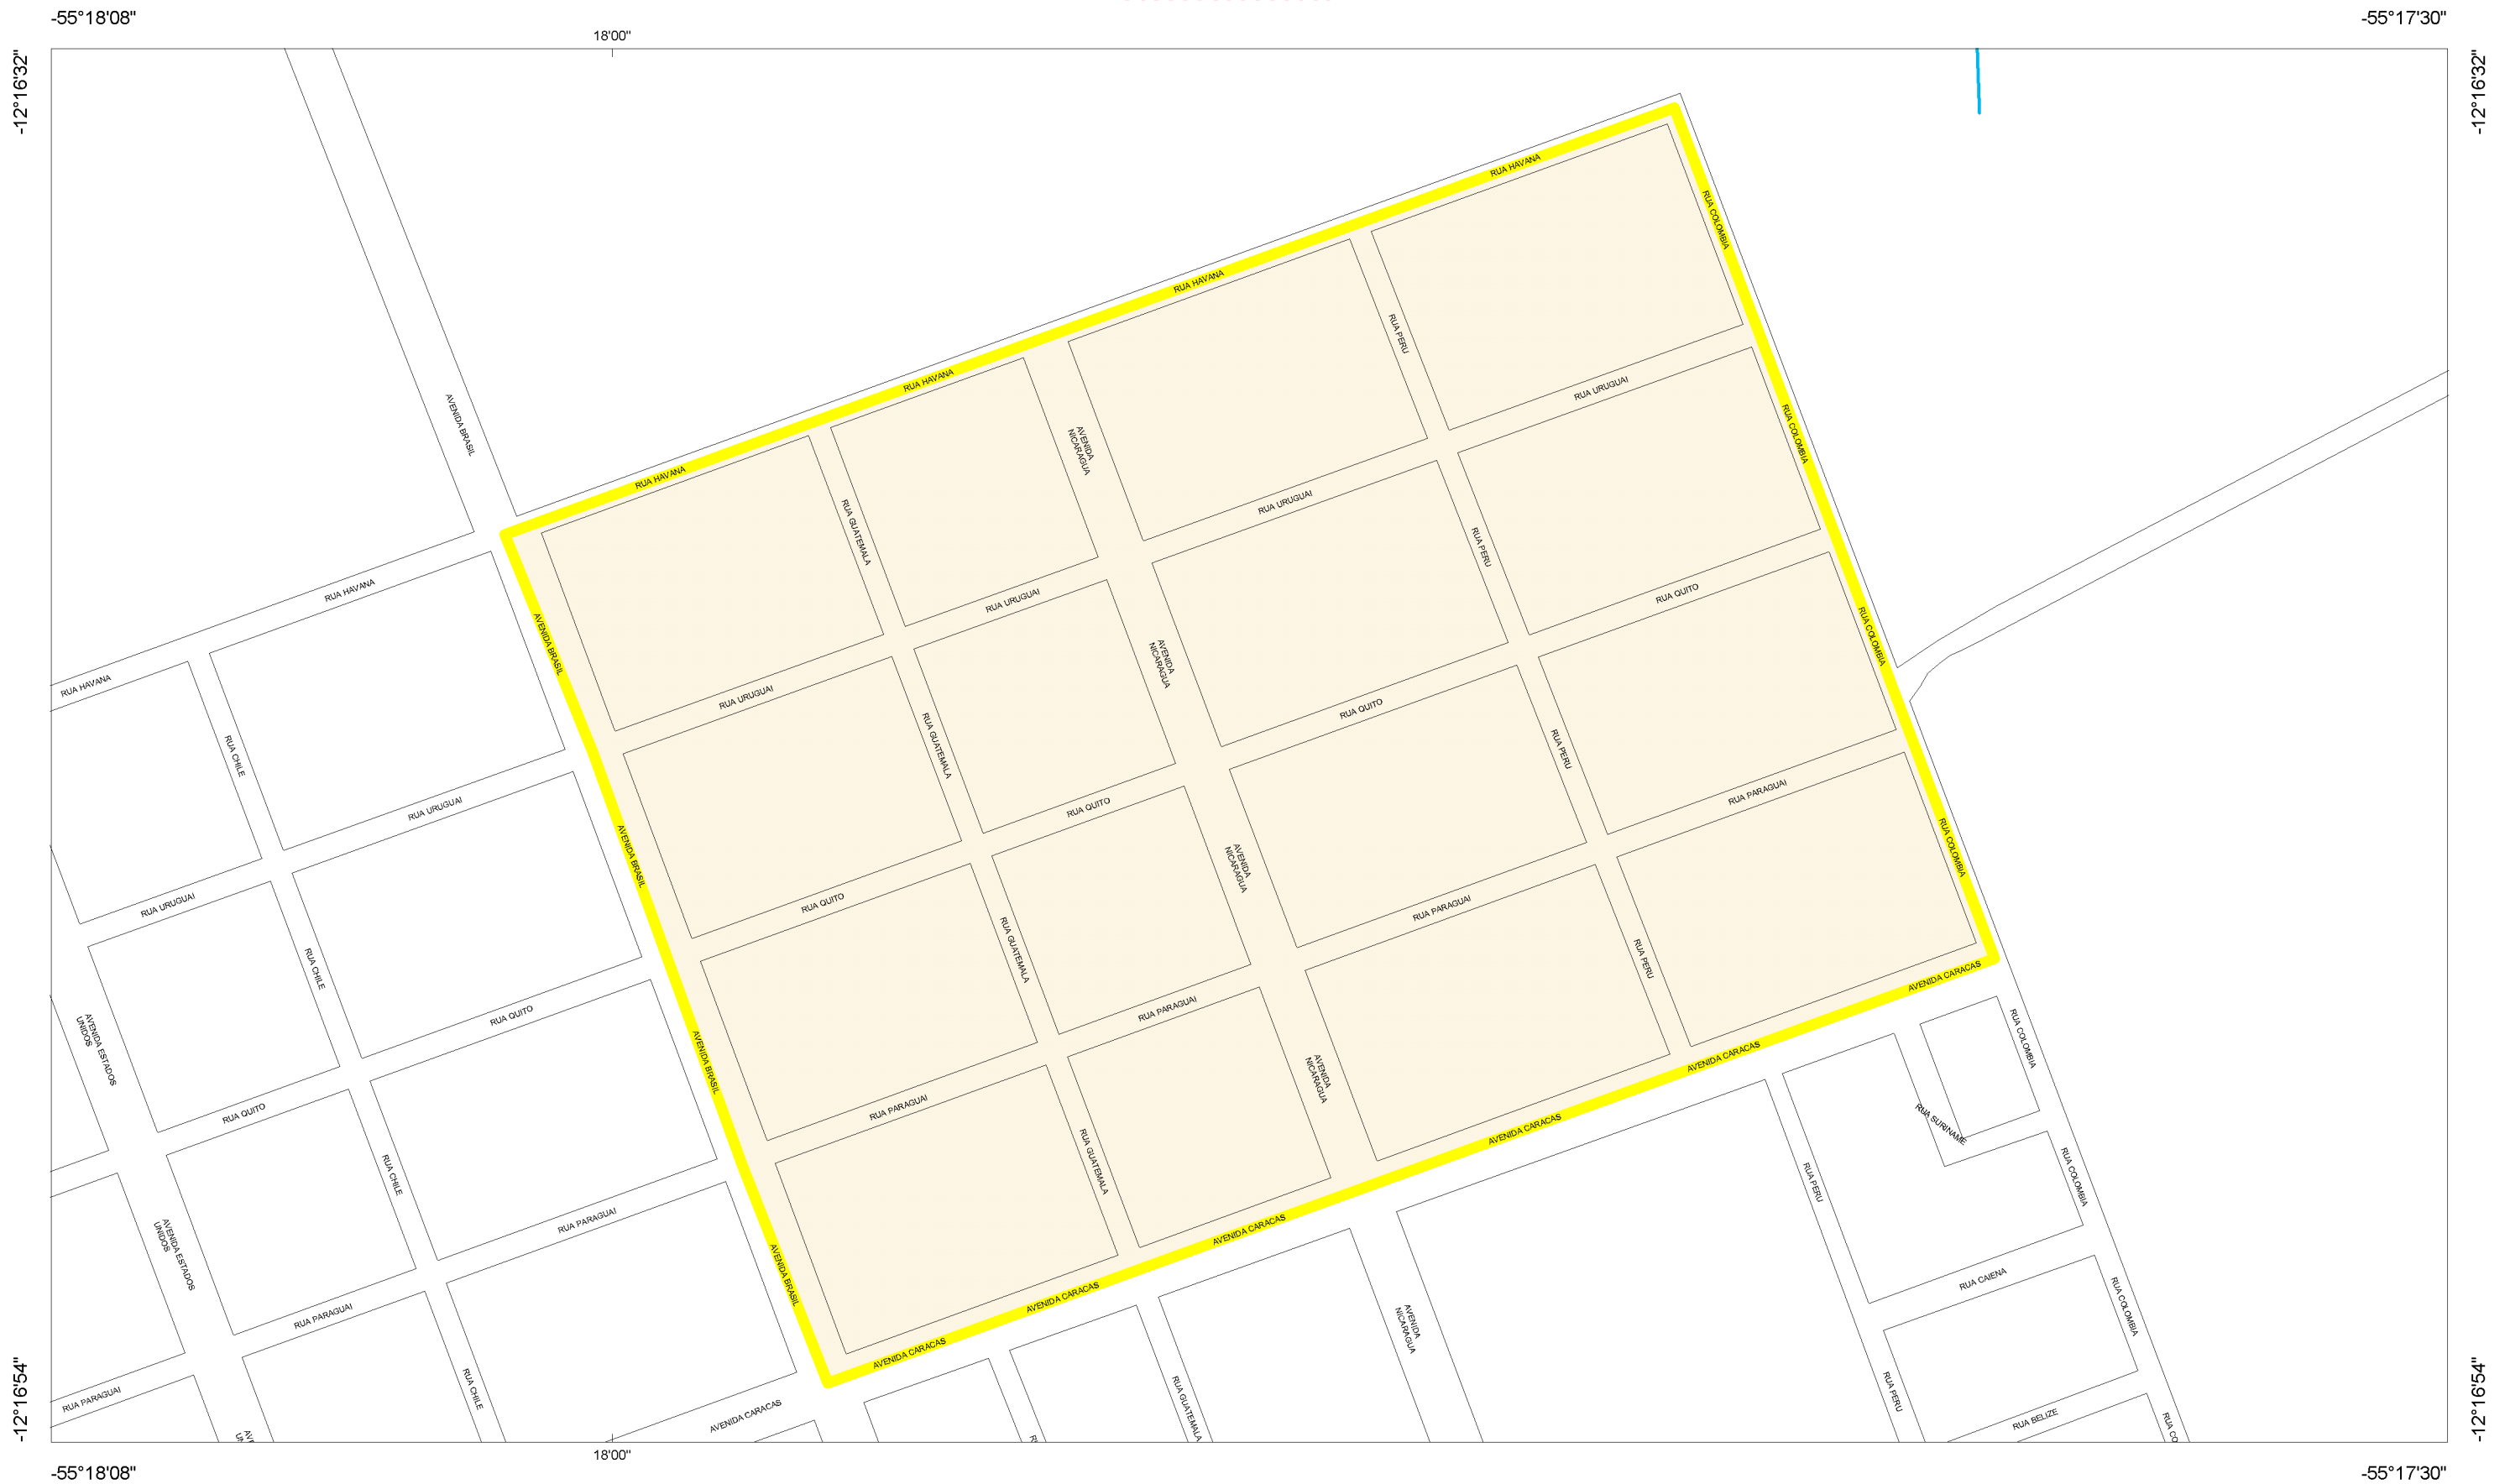 -55°18'08"
-55°17'30"
18'00"
-12°16'32"
-12°16'32"
RUA HAVANA
RUA COLOMBIA
RUA HAVANA
RUA PERU
RUA HAVANA
RUA URUGUAI
AVENIDA BRASIL
AVENIDA
NICARAGUA
RUA COLOMBIA
RUA HAVANA
RUA URUGUAI
RUA GUATEMALA
RUA PERU
RUA HAVANA
RUA URUGUAI
RUA QUITO
AVENIDA BRASIL
RUA COLOMBIA
AVENIDA
NICARAGUA
RUA HAVANA
RUA URUGUAI
RUA QUITO
RUA CHILE
RUA GUATEMALA
RUA PERU
RUA URUGUAI
RUA QUITO
RUA PARAGUAI
AVENIDA BRASIL
RUA COLOMBIA
AVENIDA
NICARAGUA
RUA URUGUAI
RUA QUITO
RUA PARAGUAI
RUA CHILE
RUA GUATEMALA
RUA PERU
AVENIDA CARACAS
RUA QUITO
RUA PARAGUAI
AVENIDA ESTADOS
UNIDOS
AVENIDA BRASIL
AVENIDA
NICARAGUA
AVENIDA CARACAS
RUA COLOMBIA
RUA QUITO
RUA PARAGUAI
AVENIDA CARACAS
RUA SURINAME
RUA CHILE
RUA GUATEMALA
RUA PERU
RUA COLOMBIA
RUA PARAGUAI
AVENIDA CARACAS
AVENIDA ESTADOS
UNIDOS
AVENIDA BRASIL
RUA CAIENA
AVENIDA CARACAS
RUA PARAGUAI
AVENIDA
NICARAGUA
RUA COLOMBIA
AVENIDA CARACAS
RUA PARAGUAI
RUA CHILE
RUA GUATEMALA
RUA PERU
AVENIDA CARACAS
RUA BELIZE
RUA CO
-12°16'54"
-12°16'54"
18'00"
-55°18'08"
-55°17'30"